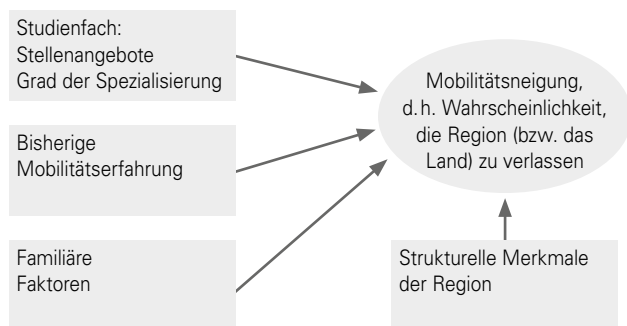 Studienfach:
Stellenangebote
Grad der Spezialisierung
Mobilitätsneigung,
d.h. Wahrscheinlichkeit,
die Region (bzw. das
Land) zu verlassen
Bisherige
Mobilitätserfahrung
Familiäre
Faktoren
Strukturelle Merkmale
der Region